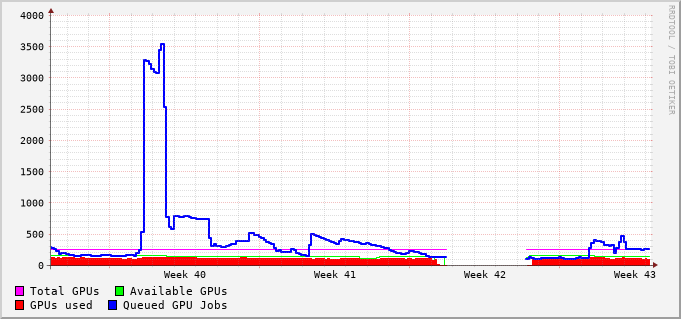 4000
3500
3000
2500
2000
1500
1000
500
0
Week 40 Week 41 Week 42 Week 43
Total GPUs Available GPUs
GPUs used Queued GPU Jobs
RRDTOOL / TOBI OETIKER